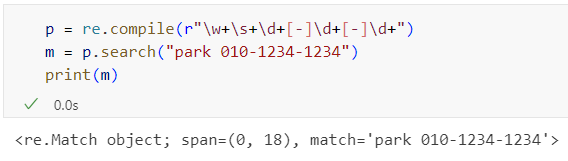 p = re.compile(r"\w+\s+\d+[-]\d+[-]\d+")
m = p.search("park 010-1234-1234")
print(m)
✓ 0.0s
<re.Match object; span=(0, 18), match='park 010-1234-1234'>